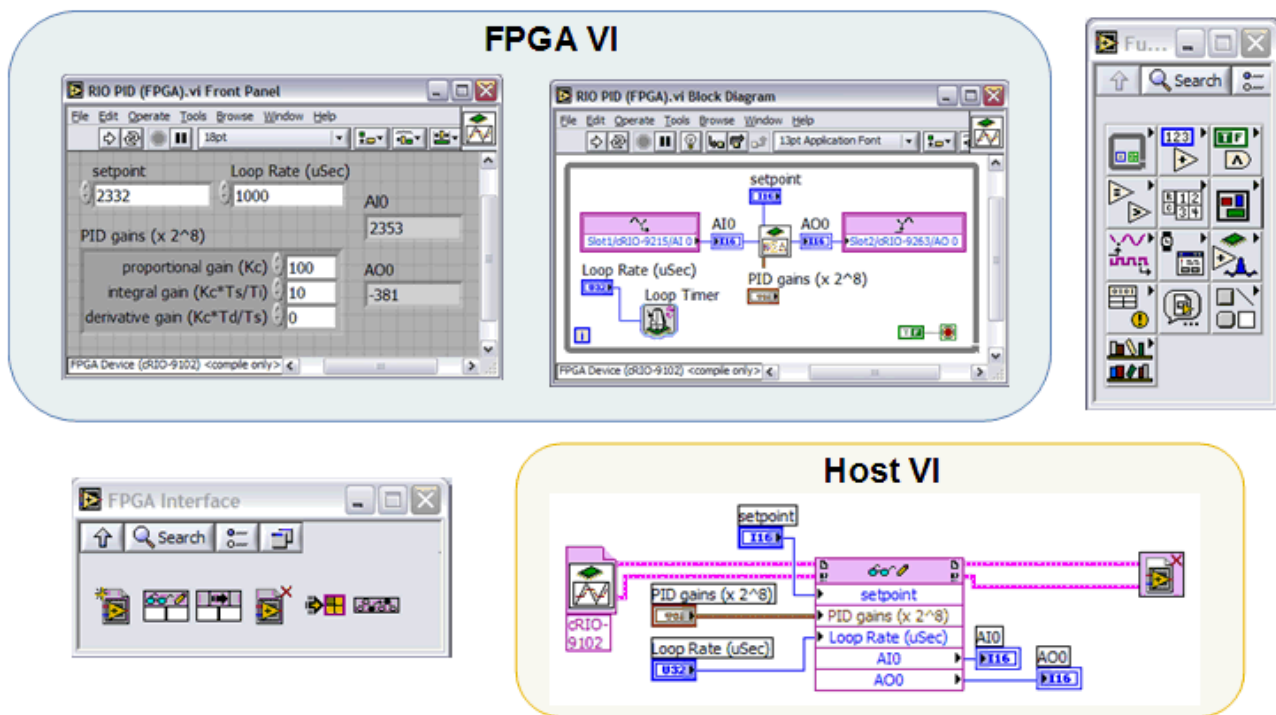 FPGA VI
RIO PID (FPGA).vi Front Panel
File Edit Operate Tools Browse Window Help
18pt
setpoint
2332
Loop Rate (uSec)
1000
AI0
2353
PID gains (x 2^8)
proportional gain (Kc) 100
integral gain (Kc*Ts/Ti) 10
derivative gain (Kc*Td/Ts) 0
AO0
-381
FPGA Device (cRIO-9102) <compile only>
RIO PID (FPGA).vi Block Diagram
File Edit Operate Tools Browse Window Help
13pt Application Font
setpoint
I16
AI0
I16
AO0
I16
Slot1/cRIO-9215/AI 0
Slot2/cRIO-9263/AO 0
Loop Rate (uSec)
U32
Loop Timer
PID gains (x 2^8)
i
FPGA Device (cRIO-9102) <compile only>
Fu...
Search
123
T F
FPGA Interface
Search
Host VI
setpoint
I16
cRIO-
9102
PID gains (x 2^8)
Loop Rate (uSec)
U32
setpoint
PID gains (x 2^8)
Loop Rate (uSec)
AI0
AO0
AI0
I16
AO0
I16